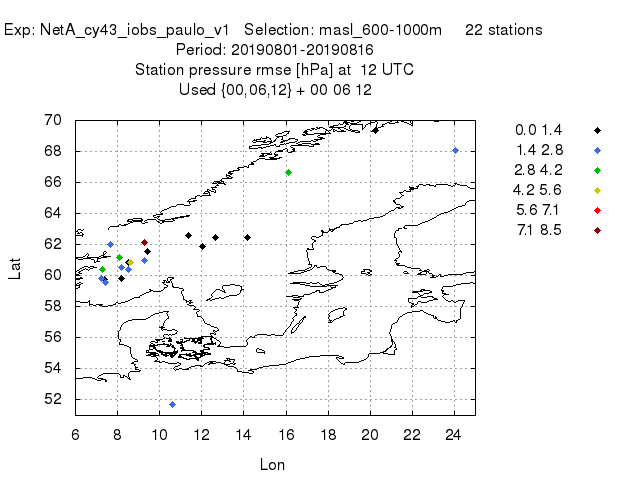 Exp: NetA_cy43_iobs_paulo_v1 Selection: masl_600-1000m 22 stations
Period: 20190801-20190816
Station pressure rmse [hPa] at 12 UTC
Used {00,06,12} + 00 06 12
70
68
66
64
62
60
58
56
54
52
Lat
6 8 10 12 14 16 18 20 22 24
Lon
0.0 1.4
1.4 2.8
2.8 4.2
4.2 5.6
5.6 7.1
7.1 8.5